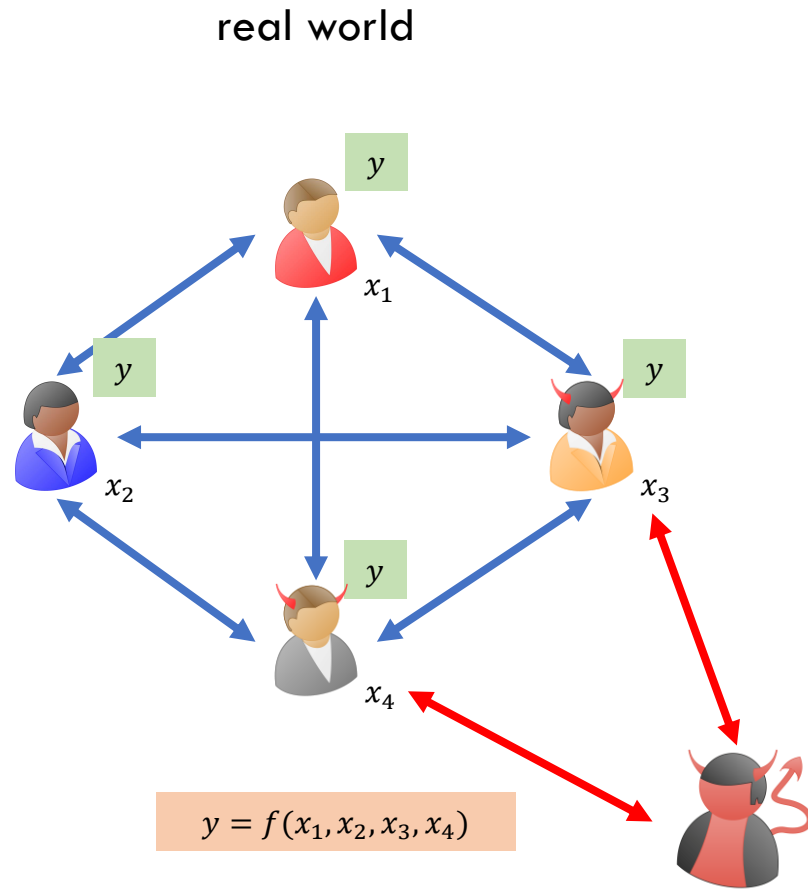 real world
y
x₁
y
y
x₂
x₃
y
x₄
y = f(x₁, x₂, x₃, x₄)